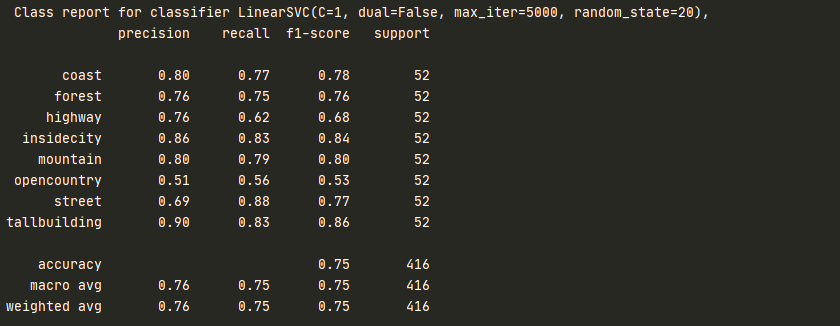 Class report for classifier LinearSVC(C=1, dual=False, max_iter=5000, random_state=20),
precision recall f1-score support
coast 0.80 0.77 0.78 52
forest 0.76 0.75 0.76 52
highway 0.76 0.62 0.68 52
insidecity 0.86 0.83 0.84 52
mountain 0.80 0.79 0.80 52
opencountry 0.51 0.56 0.53 52
street 0.69 0.88 0.77 52
tallbuilding 0.90 0.83 0.86 52
accuracy 0.75 416
macro avg 0.76 0.75 0.75 416
weighted avg 0.76 0.75 0.75 416